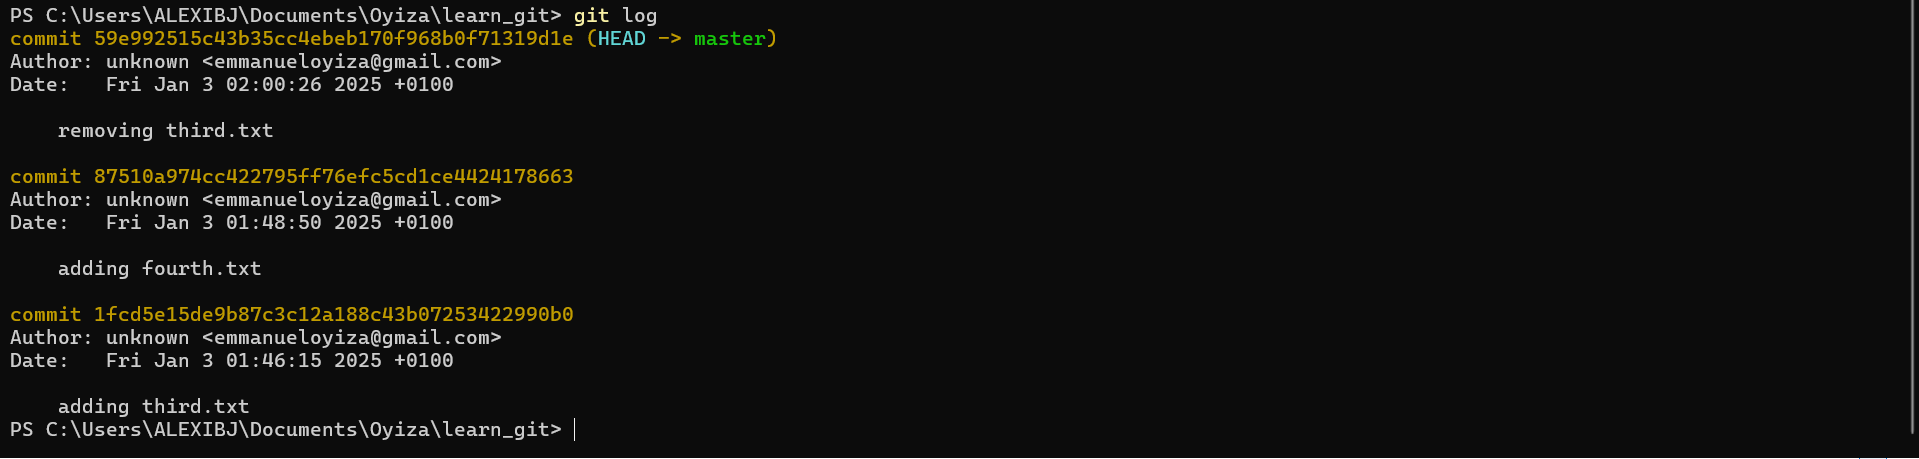 PS C:\Users\ALEXIBJ\Documents\Oyiza\learn_git> git log
commit 59e992515c43b35cc4ebeb170f968b0f71319d1e (HEAD -> master)
Author: unknown <emmanueloyiza@gmail.com>
Date:   Fri Jan 3 02:00:26 2025 +0100
    removing third.txt
commit 87510a974cc422795ff76efc5cd1ce4424178663
Author: unknown <emmanueloyiza@gmail.com>
Date:   Fri Jan 3 01:48:50 2025 +0100
    adding fourth.txt
commit 1fcd5e15de9b87c3c12a188c43b07253422990b0
Author: unknown <emmanueloyiza@gmail.com>
Date:   Fri Jan 3 01:46:15 2025 +0100
    adding third.txt
PS C:\Users\ALEXIBJ\Documents\Oyiza\learn_git>